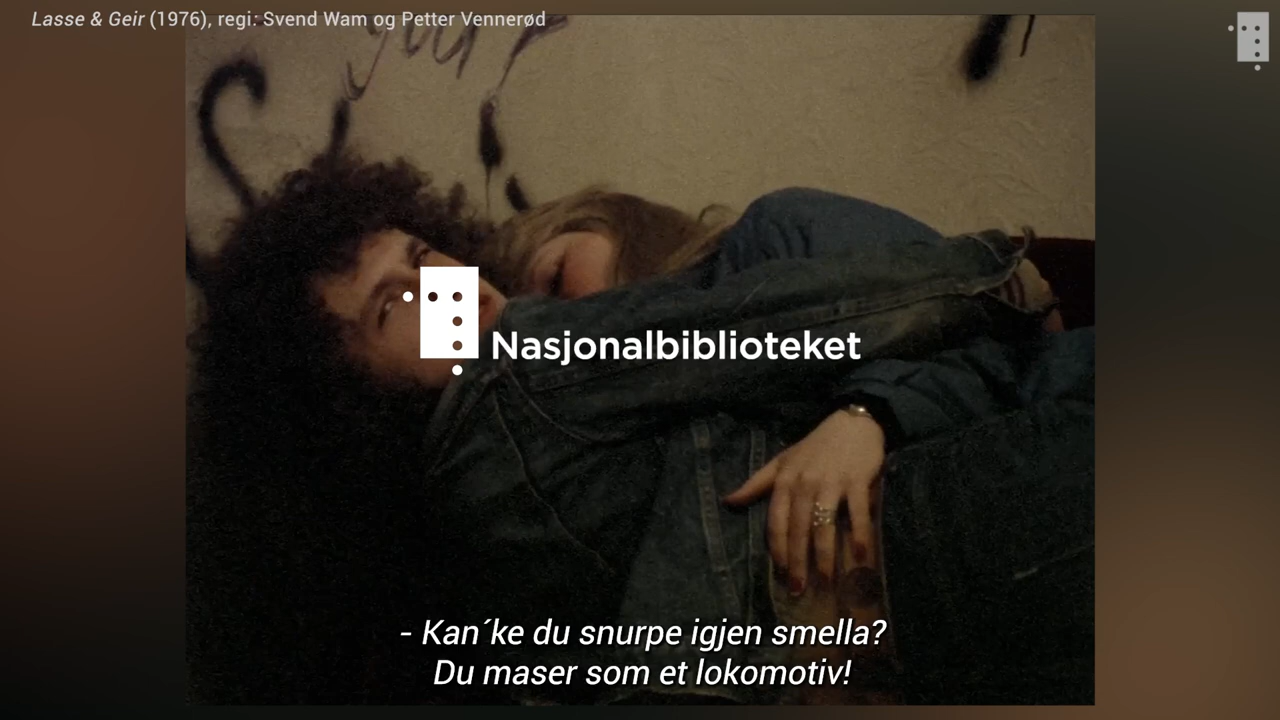 Lasse & Geir (1976), regi: Svend Wam og Petter Vennerød
Nasjonalbiblioteket
- Kan´ke du snurpe igjen smella?
Du maser som et lokomotiv!